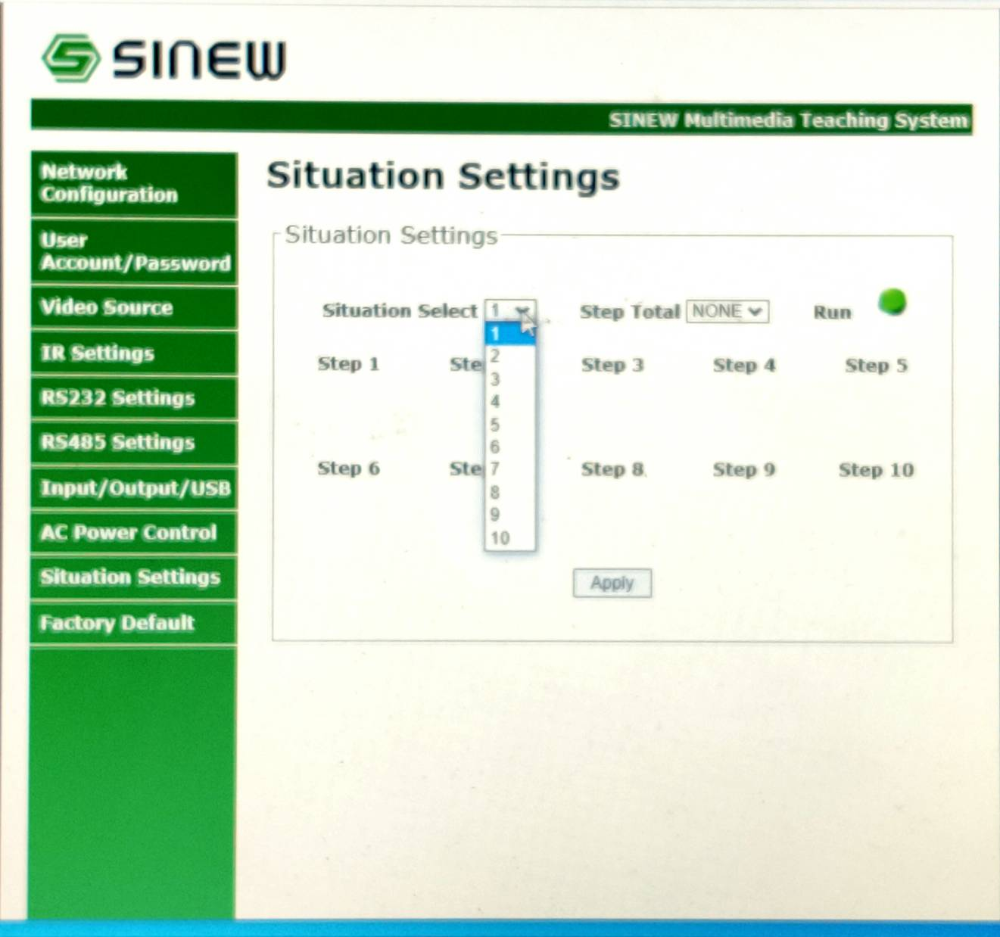 SINEW
SINEW Multimedia Teaching System
Network
Configuration
User
Account/Password
Video Source
IR Settings
RS232 Settings
RS485 Settings
Input/Output/USB
AC Power Control
Situation Settings
Factory Default
Situation Settings
Situation Settings
Situation Select 1 Step Total NONE Run
1
2
3
4
5
6
7
8
9
10
Step 1 Ste Step 3 Step 4 Step 5
Step 6 Ste Step 8 Step 9 Step 10
Apply